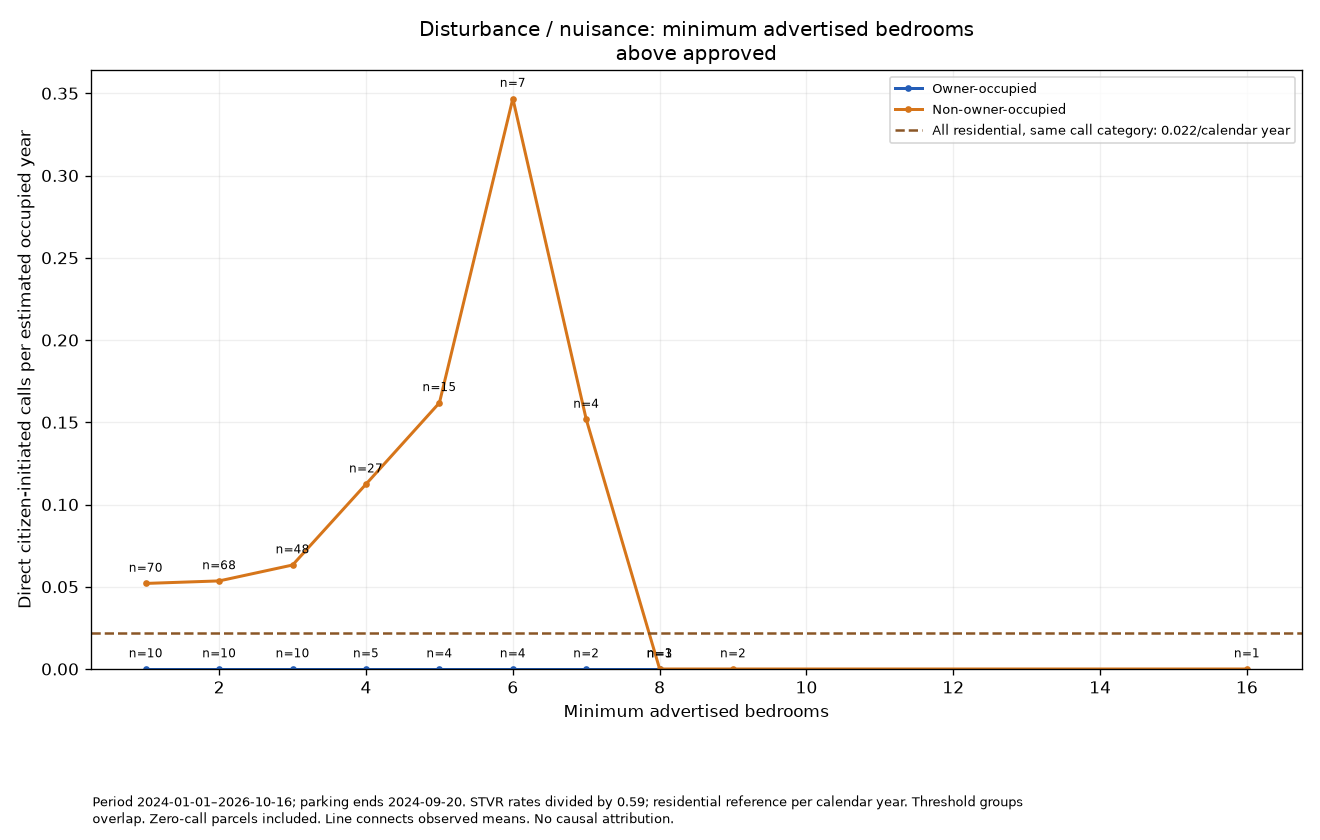 Disturbance / nuisance: minimum advertised bedrooms
above approved
Direct citizen-initiated calls per estimated occupied year
0.35
0.30
0.25
0.20
0.15
0.10
0.05
0.00
Owner-occupied
Non-owner-occupied
All residential, same call category: 0.022/calendar year
n=7
n=15
n=4
n=27
n=48
n=70
n=68
n=10
n=10
n=10
n=5
n=4
n=4
n=2
n=2
n=1
2
4
6
8
10
12
14
16
Minimum advertised bedrooms
Period 2024-01-01–2026-10-16; parking ends 2024-09-20. STVR rates divided by 0.59; residential reference per calendar year. Threshold groups
overlap. Zero-call parcels included. Line connects observed means. No causal attribution.